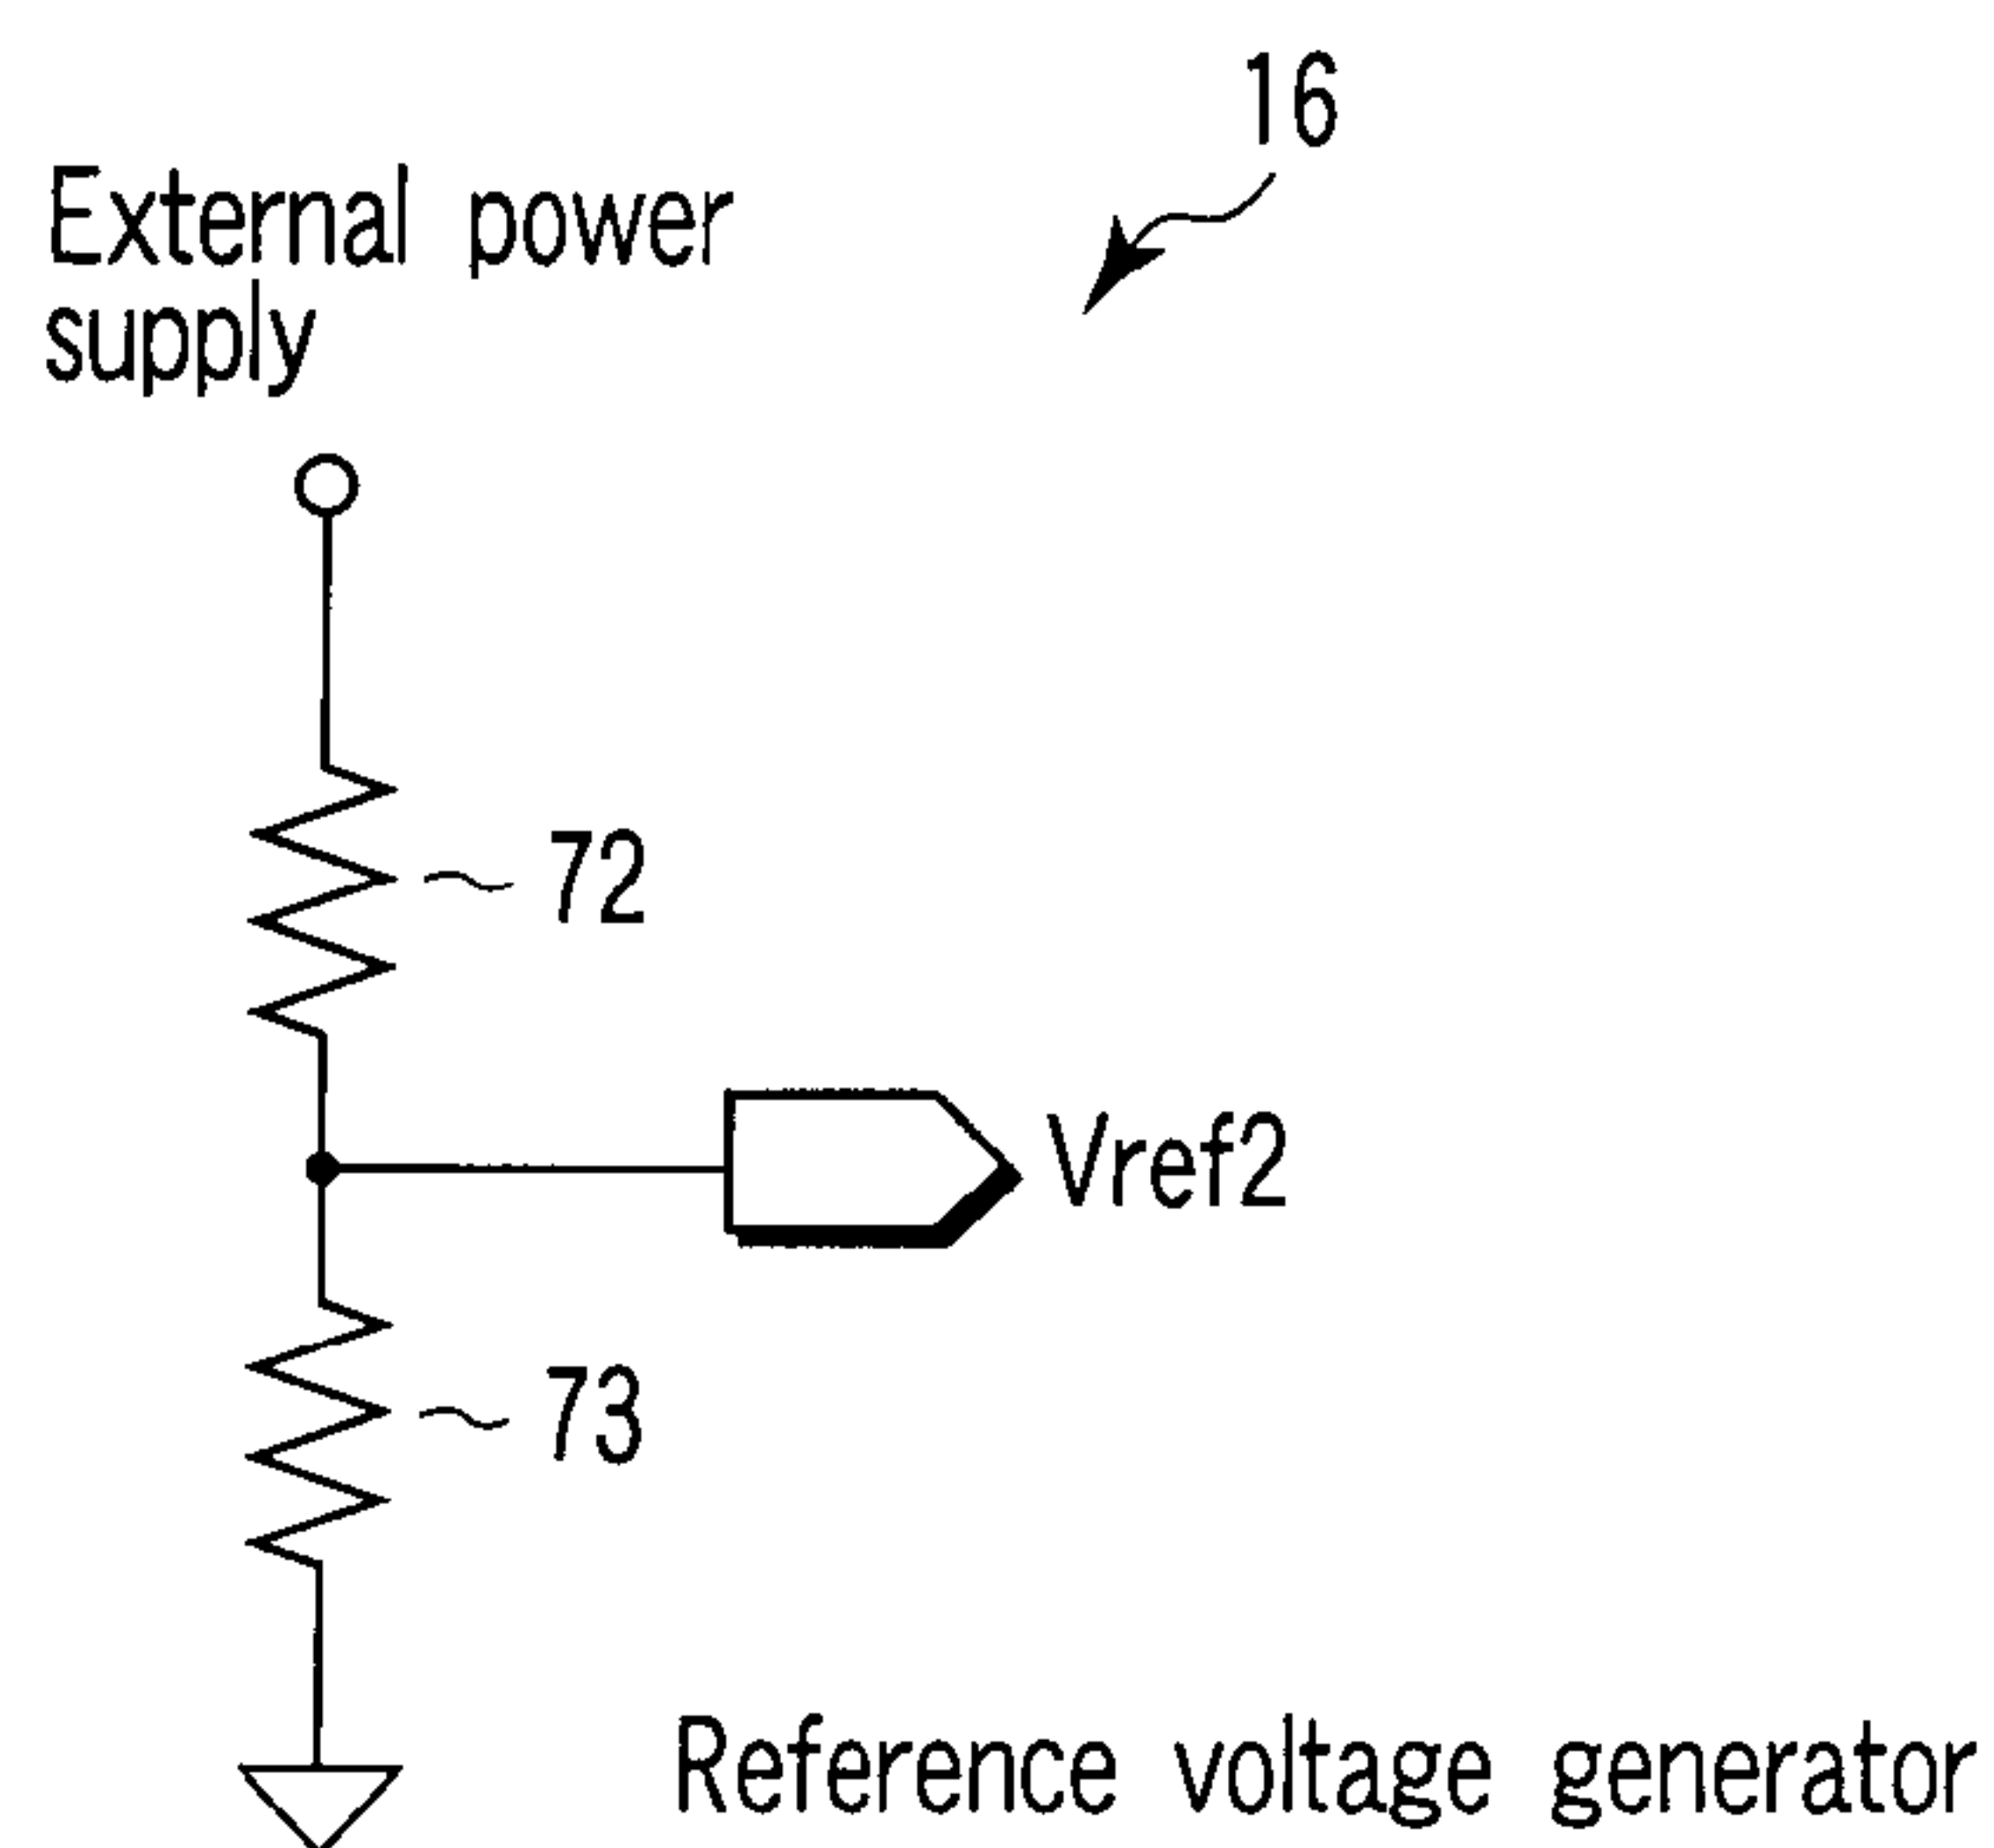 16
External power
supply
72
Vref2
73
Reference voltage generator